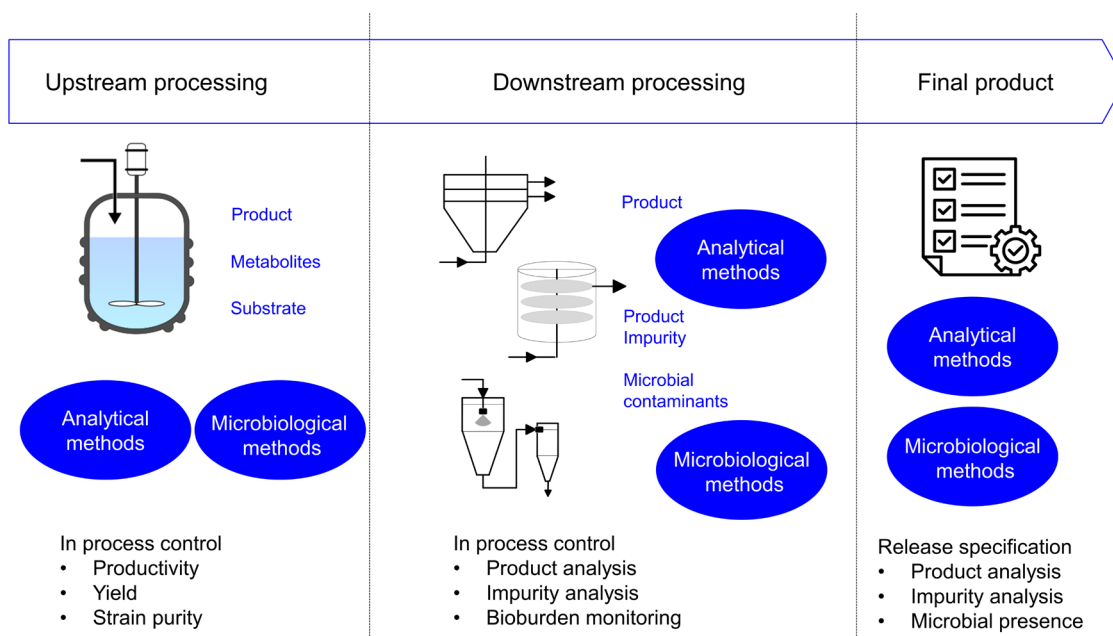 Upstream processing
Downstream processing
Final product
Product
Metabolites
Substrate
Analytical
methods
Microbiological
methods
In process control
• Productivity
• Yield
• Strain purity
Product
Analytical
methods
Product
Impurity
Microbial
contaminants
Microbiological
methods
In process control
• Product analysis
• Impurity analysis
• Bioburden monitoring
Analytical
methods
Microbiological
methods
Release specification
• Product analysis
• Impurity analysis
• Microbial presence